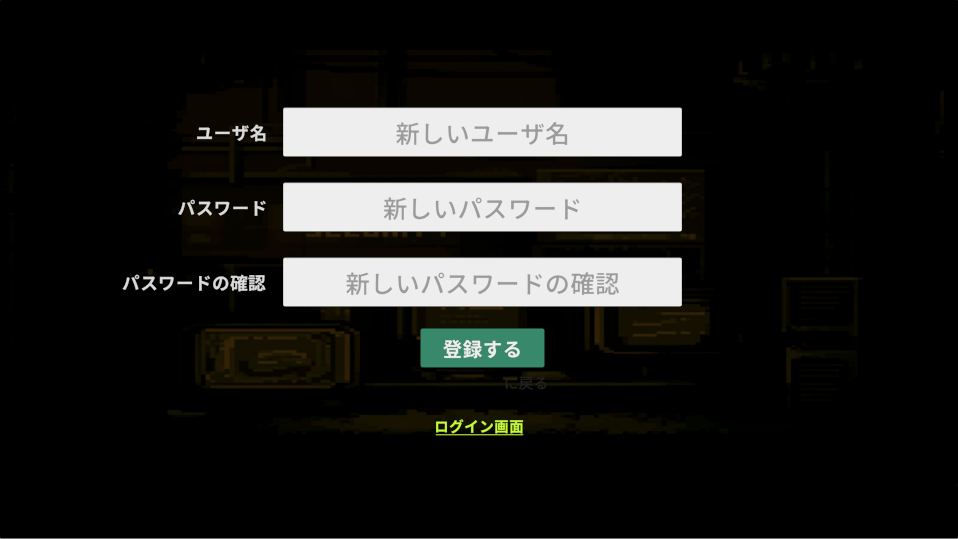 ユーザ名
新しいユーザ名
パスワード
新しいパスワード
パスワードの確認
新しいパスワードの確認
登録する
に戻る
ログイン画面